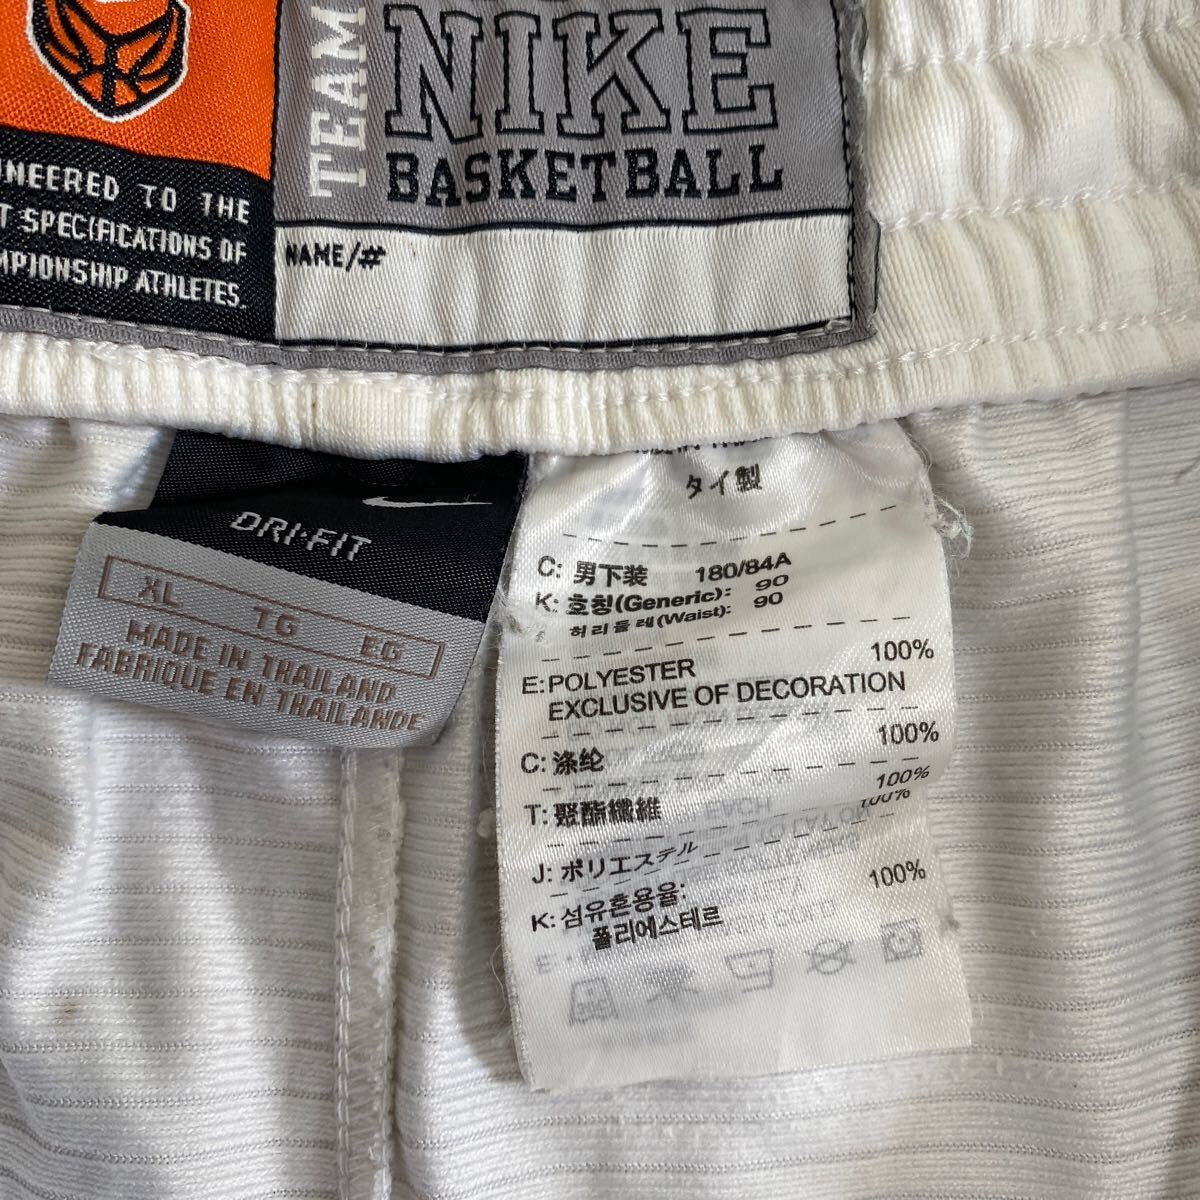 TEAM
NIKE
BASKETBALL
NAME/#
TO THE
SPECIFICATIONS OF
ATHLETES.
DRI-FIT
XL TG EG
MADE IN THAILAND
FABRIQUE EN THAILANDE
タイ製
C: 男下装 180/84A
K: 호칭(Generic): 90
허리둘레(Waist): 90
E: POLYESTER 100%
EXCLUSIVE OF DECORATION
C: 涤纶 100%
T: 聚酯纖維 100%
J: ポリエステル 100%
K: 섬유혼용율: 100%
폴리에스테르